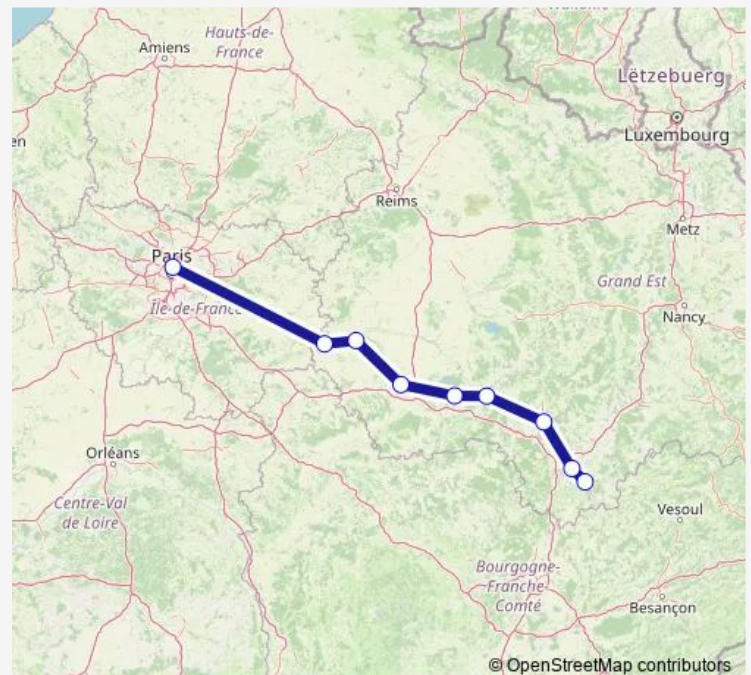 Hauts-de-
France
Amiens
Lëtzebuerg
Luxembourg
en
Reims
Metz
Paris
Grand Est
Île-de-France
Nancy
Orléans
Centre-Val
de Loire
Vesoul
Bourgogne-
Franche-
Comté
Besançon
© OpenStreetMap contributors